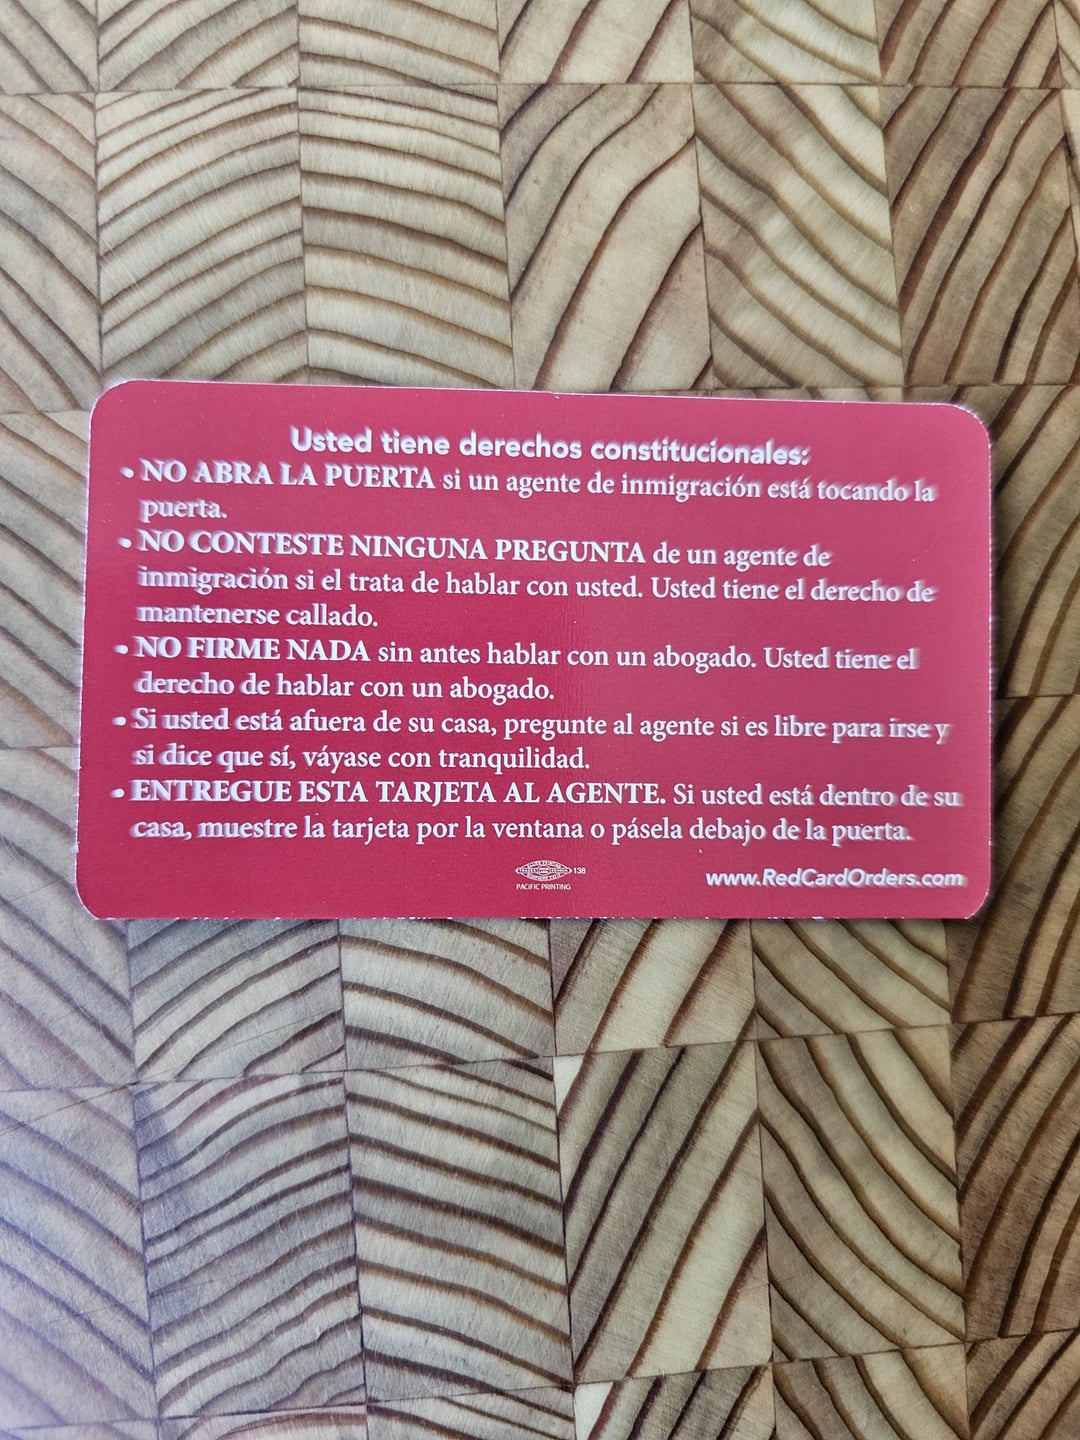 Usted tiene derechos constitucionales:
• NO ABRA LA PUERTA si un agente de inmigración está tocando la
puerta.
• NO CONTESTE NINGUNA PREGUNTA de un agente de
inmigración si el trata de hablar con usted. Usted tiene el derecho de
mantenerse callado.
• NO FIRME NADA sin antes hablar con un abogado. Usted tiene el
derecho de hablar con un abogado.
• Si usted está afuera de su casa, pregunte al agente si es libre para irse y
si dice que sí, váyase con tranquilidad.
• ENTREGUE ESTA TARJETA AL AGENTE. Si usted está dentro de su
casa, muestre la tarjeta por la ventana o pásela debajo de la puerta.
138
PACIFIC PRINTING
www.RedCardOrders.com